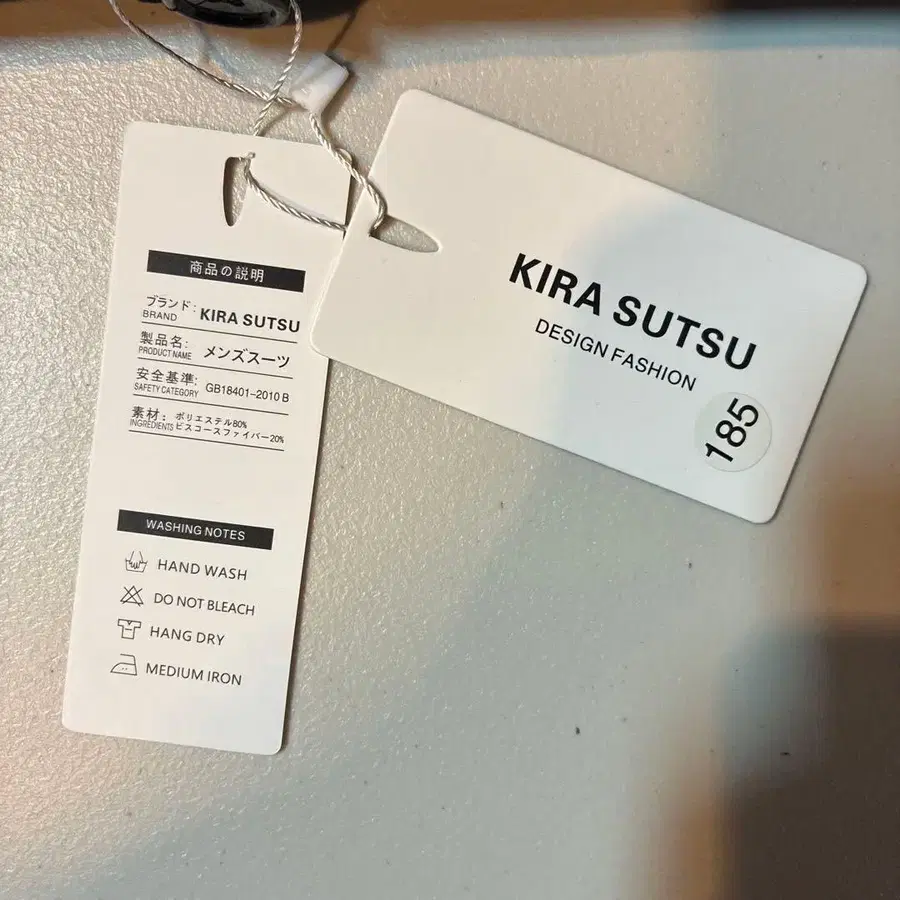 商品の説明
ブランド:
BRAND
KIRA SUTSU
製品名:
PRODUCT NAME
メンズスーツ
安全基準:
SAFETY CATEGORY
GB18401-2010 B
素材:
INGREDIENTS
ポリエステル80%
ビスコースファイバー20%
WASHING NOTES
HAND WASH
DO NOT BLEACH
HANG DRY
MEDIUM IRON
KIRA SUTSU
DESIGN FASHION
185